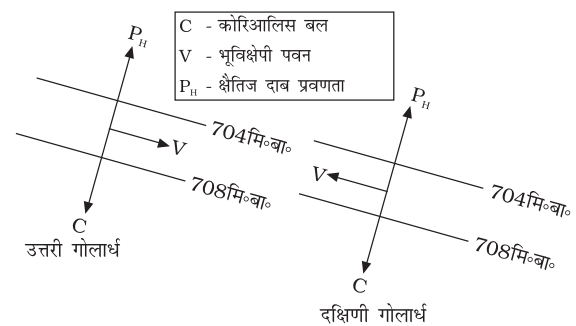 C - कोरिआलिस बल
V - भूविक्षेपी पवन
P_H - क्षैतिज दाब प्रवणता
P_H
704मि॰बा॰
V
708मि॰बा॰
C
उत्तरी गोलार्ध
P_H
704मि॰बा॰
V
708मि॰बा॰
C
दक्षिणी गोलार्ध